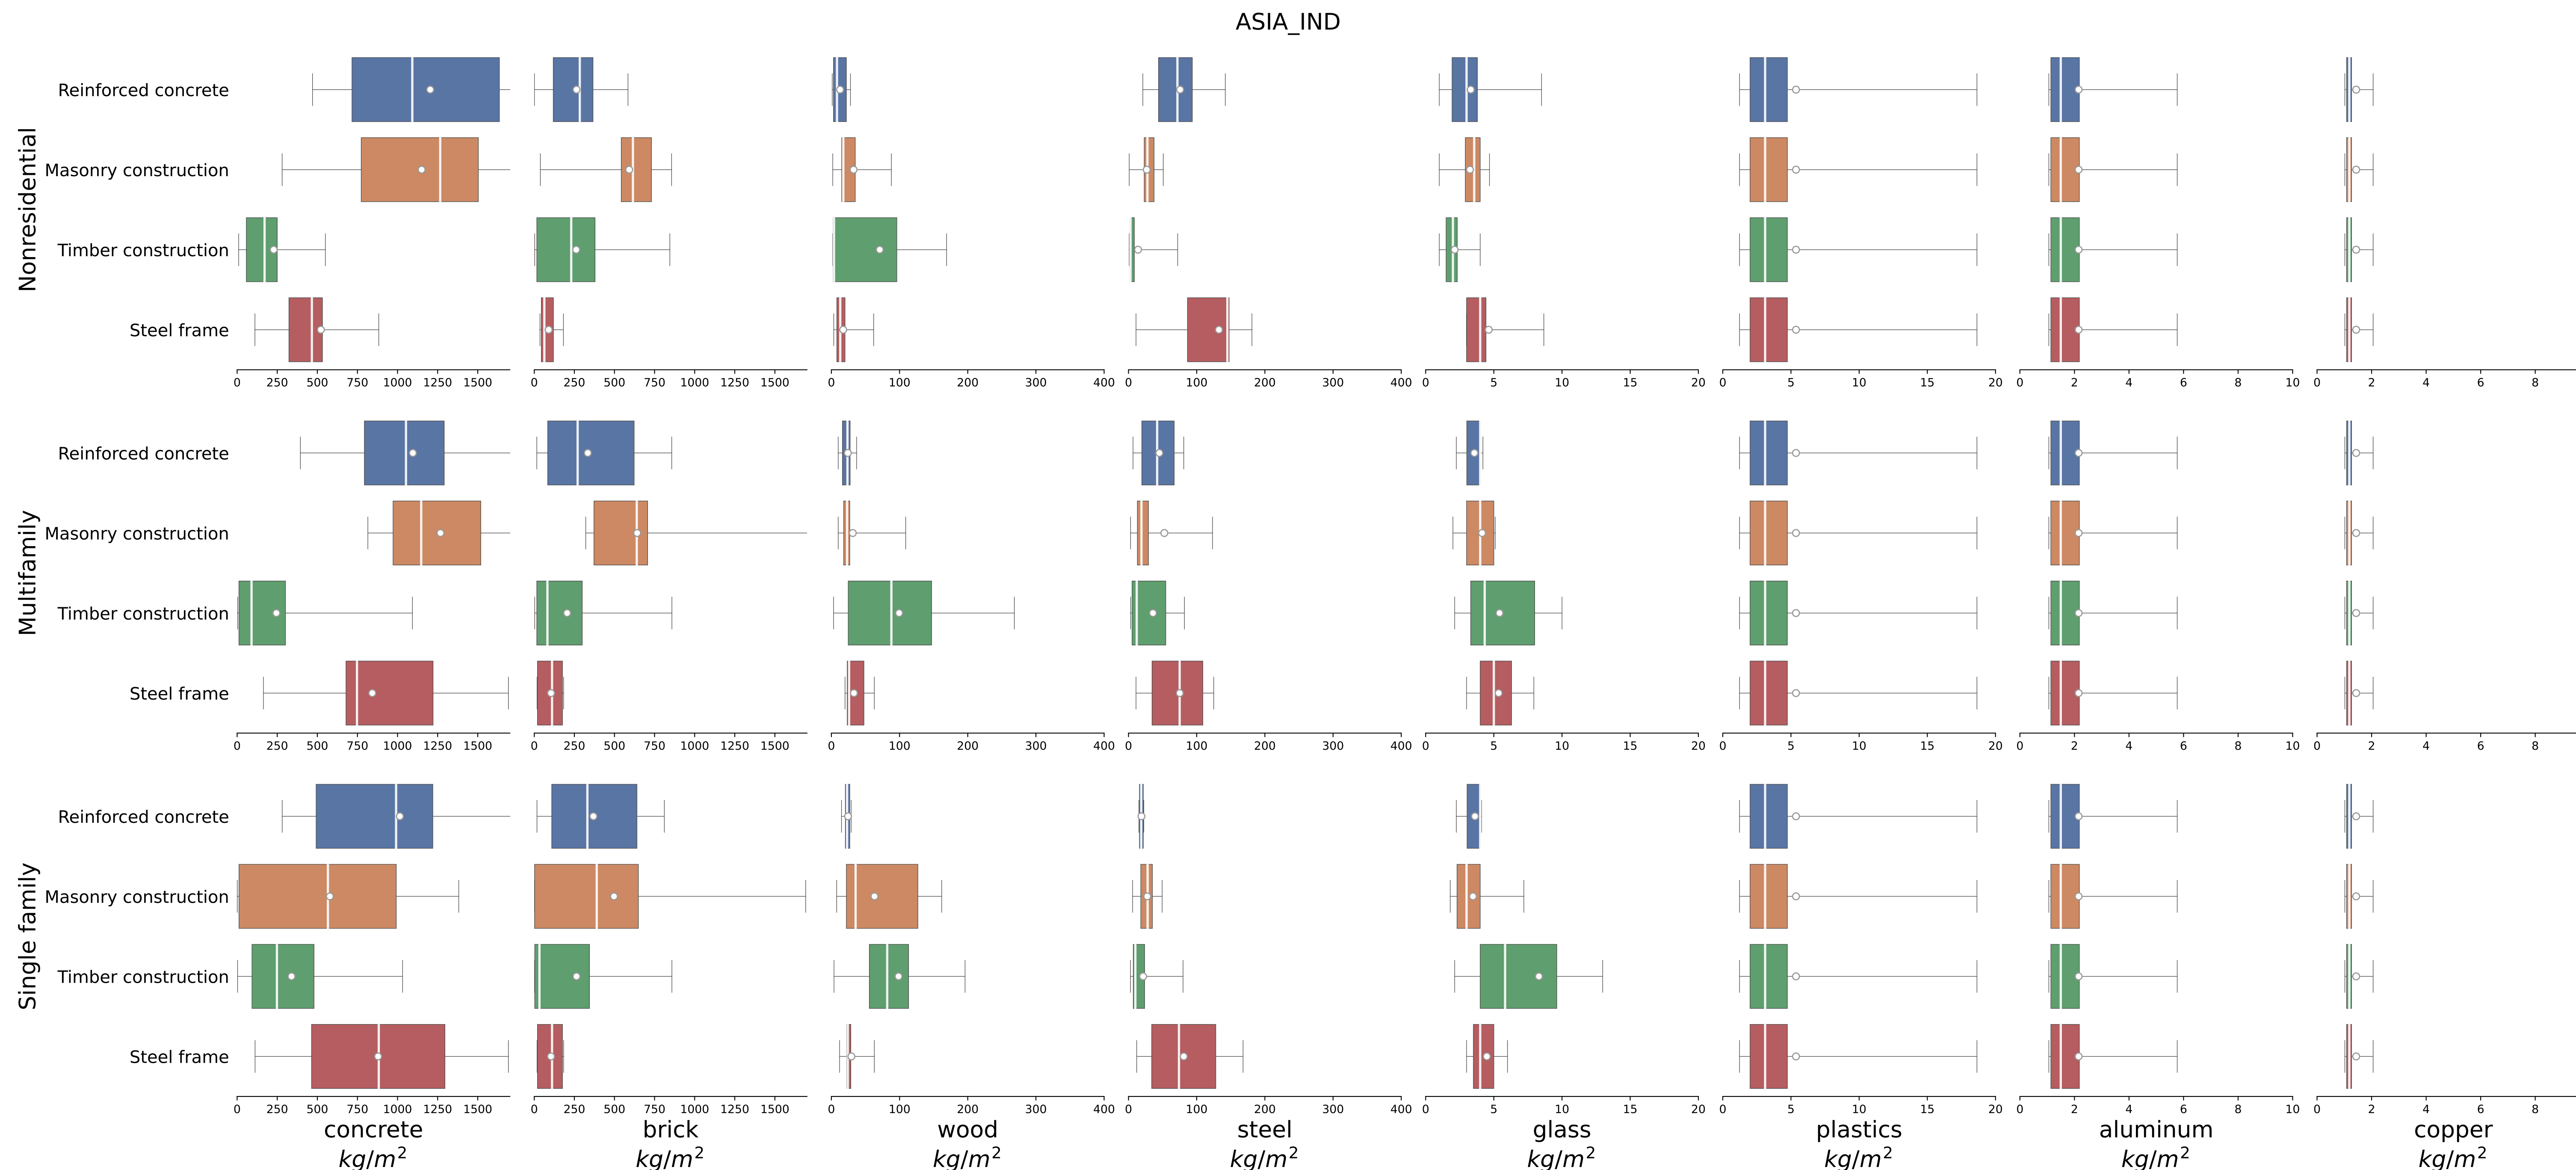 ASIA_IND
Nonresidential
Reinforced concrete
Masonry construction
Timber construction
Steel frame
0 250 500 750 1000 1250 1500
0 250 500 750 1000 1250 1500
0 100 200 300 400
0 100 200 300 400
0 5 10 15 20
0 5 10 15 20
0 2 4 6 8 10
0 2 4 6 8
Multifamily
Reinforced concrete
Masonry construction
Timber construction
Steel frame
0 250 500 750 1000 1250 1500
0 250 500 750 1000 1250 1500
0 100 200 300 400
0 100 200 300 400
0 5 10 15 20
0 5 10 15 20
0 2 4 6 8 10
0 2 4 6 8
Single family
Reinforced concrete
Masonry construction
Timber construction
Steel frame
0 250 500 750 1000 1250 1500
0 250 500 750 1000 1250 1500
0 100 200 300 400
0 100 200 300 400
0 5 10 15 20
0 5 10 15 20
0 2 4 6 8 10
0 2 4 6 8
concrete
kg/m²
brick
kg/m²
wood
kg/m²
steel
kg/m²
glass
kg/m²
plastics
kg/m²
aluminum
kg/m²
copper
kg/m²